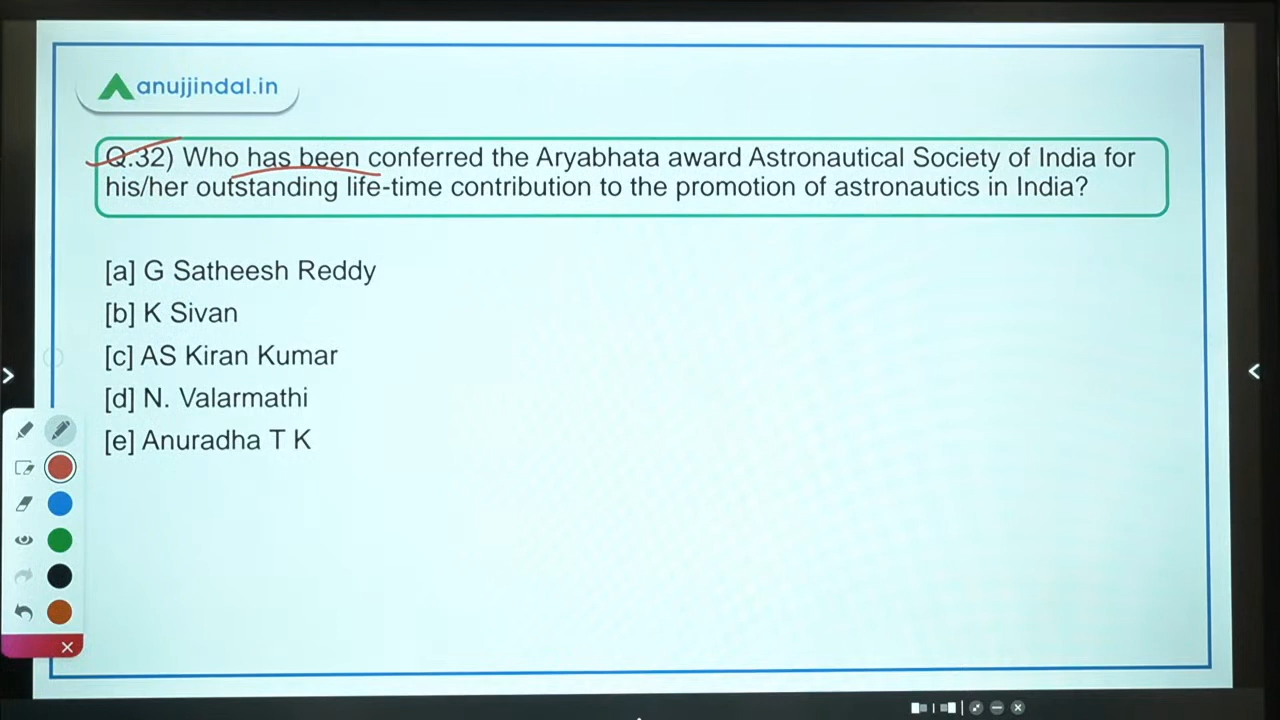 anujjindal.in
Q.32) Who has been conferred the Aryabhata award Astronautical Society of India for
his/her outstanding life-time contribution to the promotion of astronautics in India?
[a] G Satheesh Reddy
[b] K Sivan
[c] AS Kiran Kumar
[d] N. Valarmathi
[e] Anuradha T K